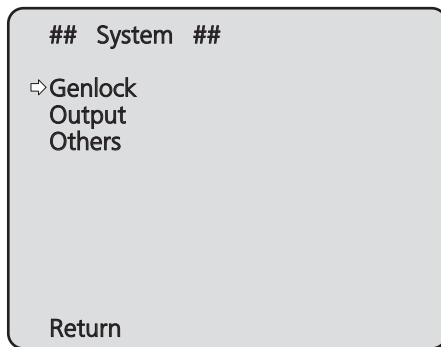 ## System ##
⇨Genlock
Output
Others
Return